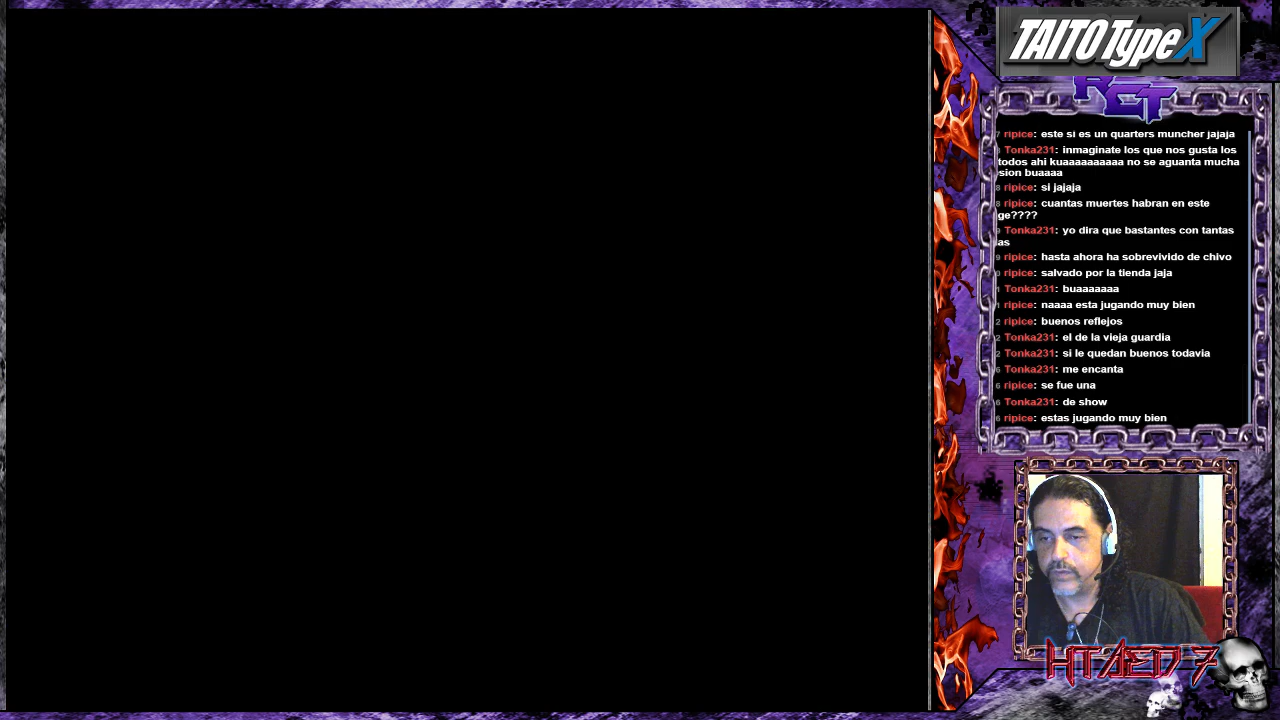 TAITO Type X
ripice: este si es un quarters muncher jajaja
Tonka231: inmaginate los que nos gusta los
todos ahi kuaaaaaaaaaa no se aguanta mucha
sion buaaaa
ripice: si jajaja
ripice: cuantas muertes habran en este
ge????
Tonka231: yo dira que bastantes con tantas
as
ripice: hasta ahora ha sobrevivido de chivo
ripice: salvado por la tienda jaja
Tonka231: buaaaaaaa
ripice: naaaa esta jugando muy bien
ripice: buenos reflejos
Tonka231: el de la vieja guardia
Tonka231: si le quedan buenos todavia
Tonka231: me encanta
ripice: se fue una
Tonka231: de show
ripice: estas jugando muy bien
HTAED 7